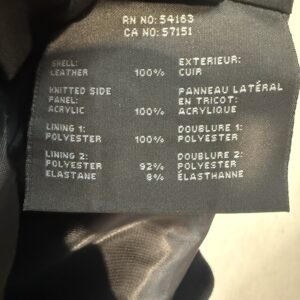 RN NO: 54163
CA NO: 57151
SHELL:
LEATHER 100%
KNITTED SIDE
PANEL:
ACRYLIC 100%
LINING 1:
POLYESTER 100%
LINING 2:
POLYESTER 92%
ELASTANE 8%
EXTERIEUR:
CUIR
PANNEAU LATÉRAL
EN TRICOT:
ACRYLIQUE
DOUBLURE 1:
POLYESTER
DOUBLURE 2:
POLYESTER
ELASTHANNE